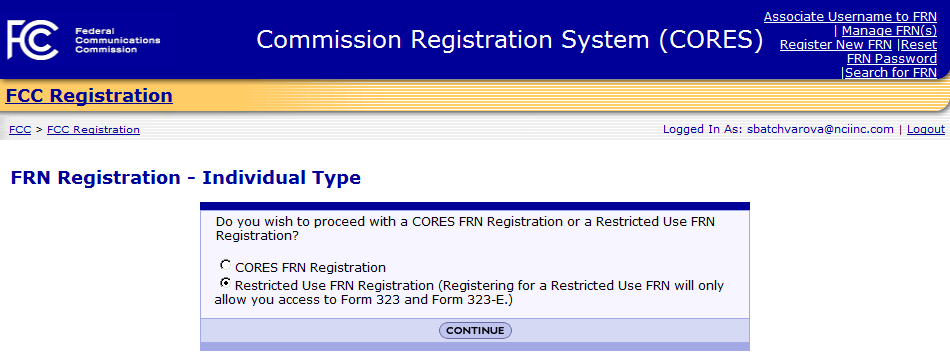 FCC
Federal
Communications
Commission
Commission Registration System (CORES)
Associate Username to FRN
| Manage FRN(s)
Register New FRN |Reset
FRN Password
|Search for FRN
FCC Registration
FCC > FCC Registration
Logged In As: sbatchvarova@nciinc.com | Logout
FRN Registration - Individual Type
Do you wish to proceed with a CORES FRN Registration or a Restricted Use FRN
Registration?
CORES FRN Registration
Restricted Use FRN Registration (Registering for a Restricted Use FRN will only
allow you access to Form 323 and Form 323-E.)
CONTINUE